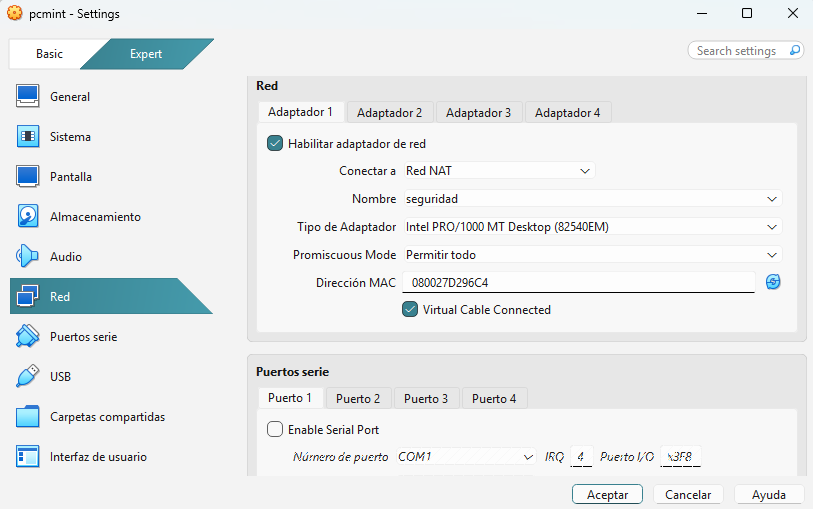 pcmint - Settings
Basic Expert Search settings
General
Sistema
Pantalla
Almacenamiento
Audio
Red
Puertos serie
USB
Carpetas compartidas
Interfaz de usuario
Red
Adaptador 1 Adaptador 2 Adaptador 3 Adaptador 4
Habilitar adaptador de red
Conectar a Red NAT
Nombre seguridad
Tipo de Adaptador Intel PRO/1000 MT Desktop (82540EM)
Promiscuous Mode Permitir todo
Dirección MAC 080027D296C4
Virtual Cable Connected
Puertos serie
Puerto 1 Puerto 2 Puerto 3 Puerto 4
Enable Serial Port
Número de puerto COM1 IRQ 4 Puerto I/O
Aceptar Cancelar Ayuda